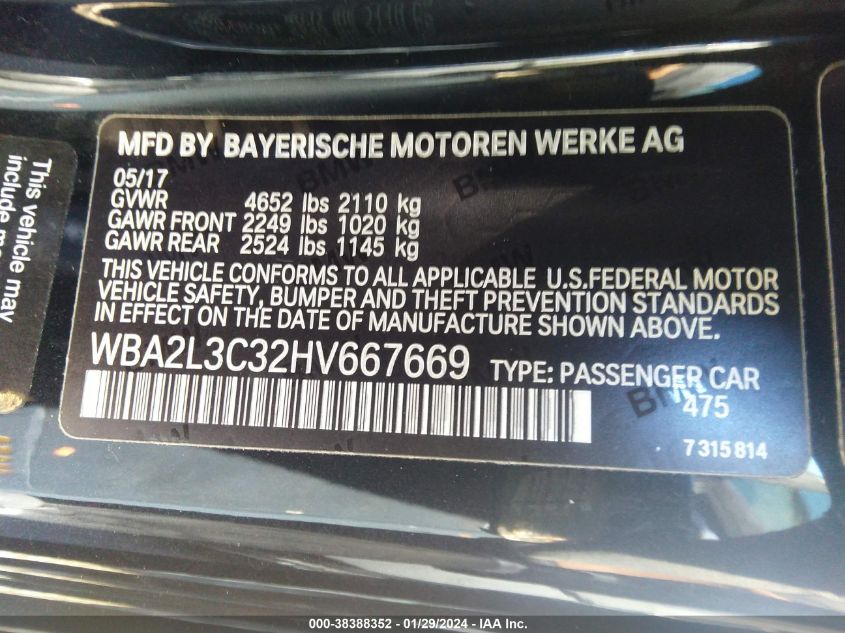 MFD BY BAYERISCHE MOTOREN WERKE AG
05/17
GVWR 4652 lbs 2110 kg
GAWR FRONT 2249 lbs 1020 kg
GAWR REAR 2524 lbs 1145 kg
THIS VEHICLE CONFORMS TO ALL APPLICABLE U.S.FEDERAL MOTOR
VEHICLE SAFETY, BUMPER AND THEFT PREVENTION STANDARDS
IN EFFECT ON THE DATE OF MANUFACTURE SHOWN ABOVE.
WBA2L3C32HV667669 TYPE: PASSENGER CAR
475
7315814
This vehicle may
include
000-38388352 / 01/29/2024 - IAA Inc.